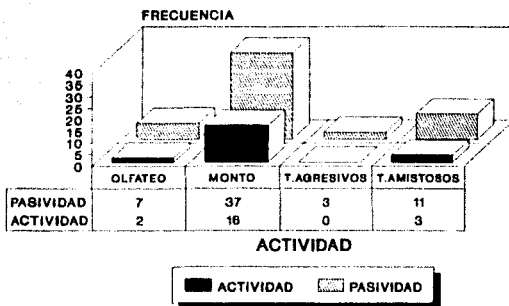 FRECUENCIA
40
35
30
25
20
15
10
5
0
OLFATEO MONTO T.AGRESIVOS T.AMISTOSOS
PASIVIDAD 7 37 3 11
ACTIVIDAD 2 16 0 3
ACTIVIDAD
ACTIVIDAD PASIVIDAD